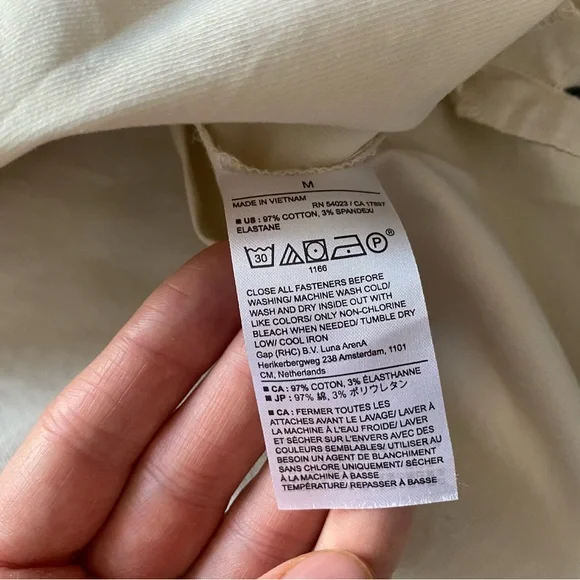 M
MADE IN VIETNAM RN 54023 / CA 17897
■ US : 97% COTTON, 3% SPANDEX/
ELASTANE
30 P ®
1166
CLOSE ALL FASTENERS BEFORE
WASHING/ MACHINE WASH COLD/
WASH AND DRY INSIDE OUT WITH
LIKE COLORS/ ONLY NON-CHLORINE
BLEACH WHEN NEEDED/ TUMBLE DRY
LOW/ COOL IRON
Gap (RHC) B.V. Luna ArenA
Herikerbergweg 238 Amsterdam, 1101
CM, Netherlands
■ CA : 97% COTTON, 3% ÉLASTHANNE
■ JP : 97% 綿, 3% ポリウレタン
■ CA : FERMER TOUTES LES
ATTACHES AVANT LE LAVAGE/ LAVER À
LA MACHINE À L'EAU FROIDE/ LAVER
ET SÉCHER SUR L'ENVERS AVEC DES
COULEURS SEMBLABLES/ UTILISER AU
BESOIN UN AGENT DE BLANCHIMENT
SANS CHLORE UNIQUEMENT/ SÉCHER
À LA MACHINE À BASSE
TEMPÉRATURE/ REPASSER À BASSE